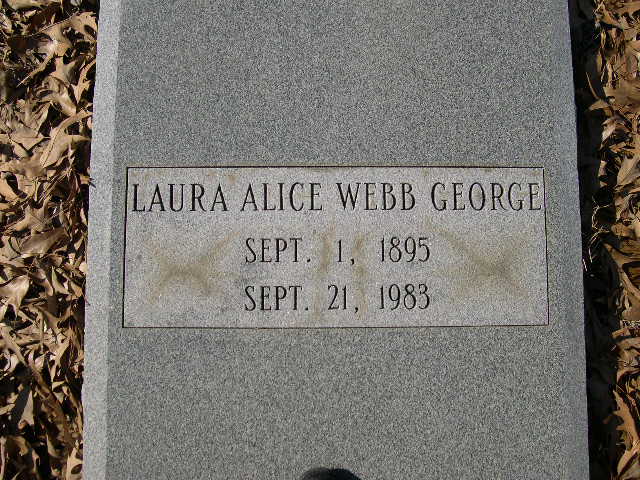 LAURA ALICE WEBB GEORGE
SEPT. 1, 1895
SEPT. 21, 1983